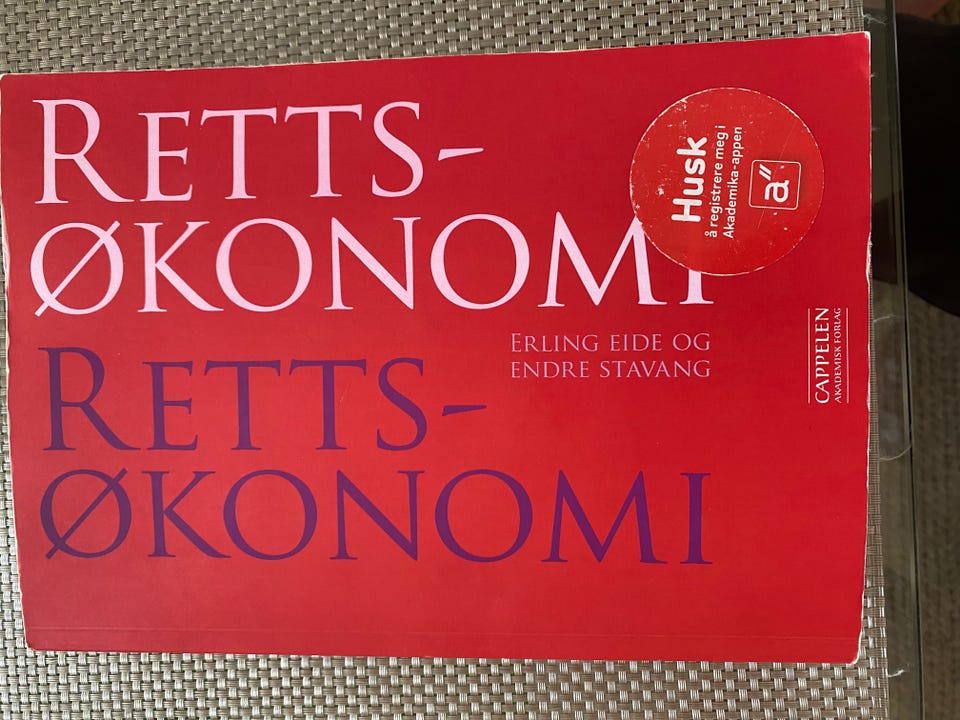 RETTS-
ØKONOMI
ERLING EIDE OG
ENDRE STAVANG
RETTS-
ØKONOMI
Husk
å registrere meg i
Akademika-appen
a"
CAPPELEN
AKADEMISK FORLAG